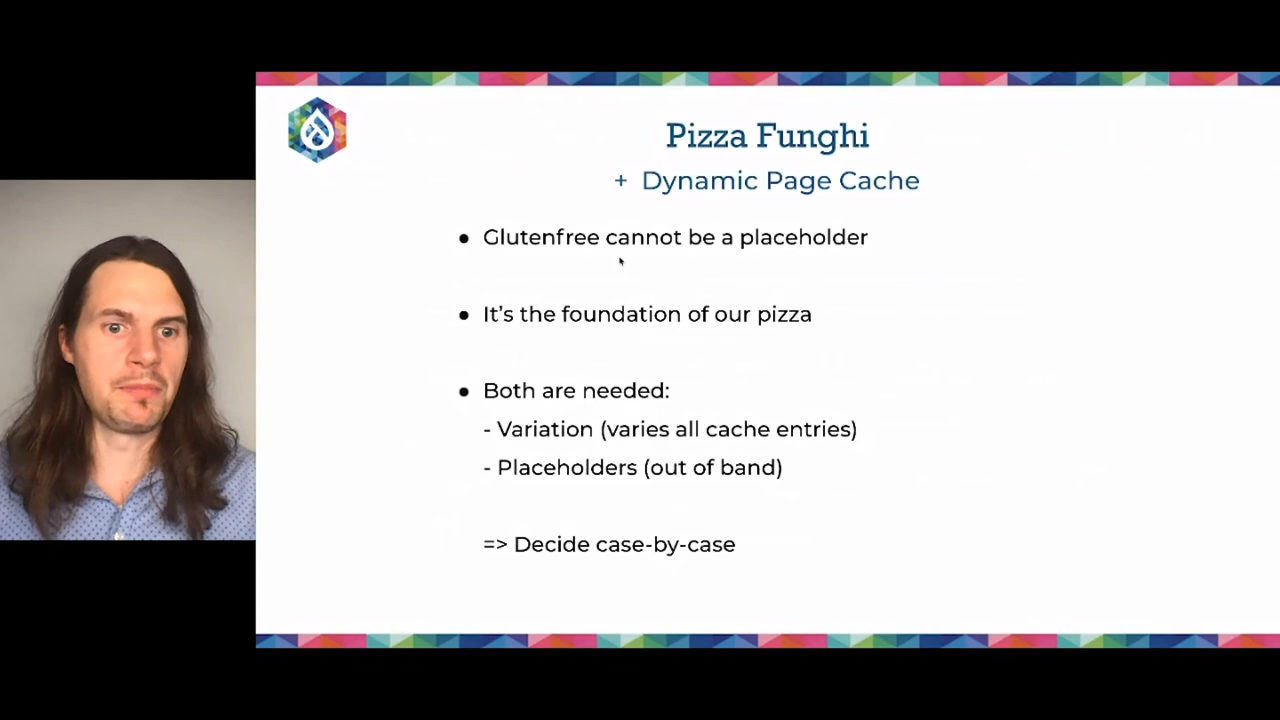 Pizza Funghi
+ Dynamic Page Cache
● Glutenfree cannot be a placeholder
● It's the foundation of our pizza
● Both are needed:
- Variation (varies all cache entries)
- Placeholders (out of band)
=> Decide case-by-case